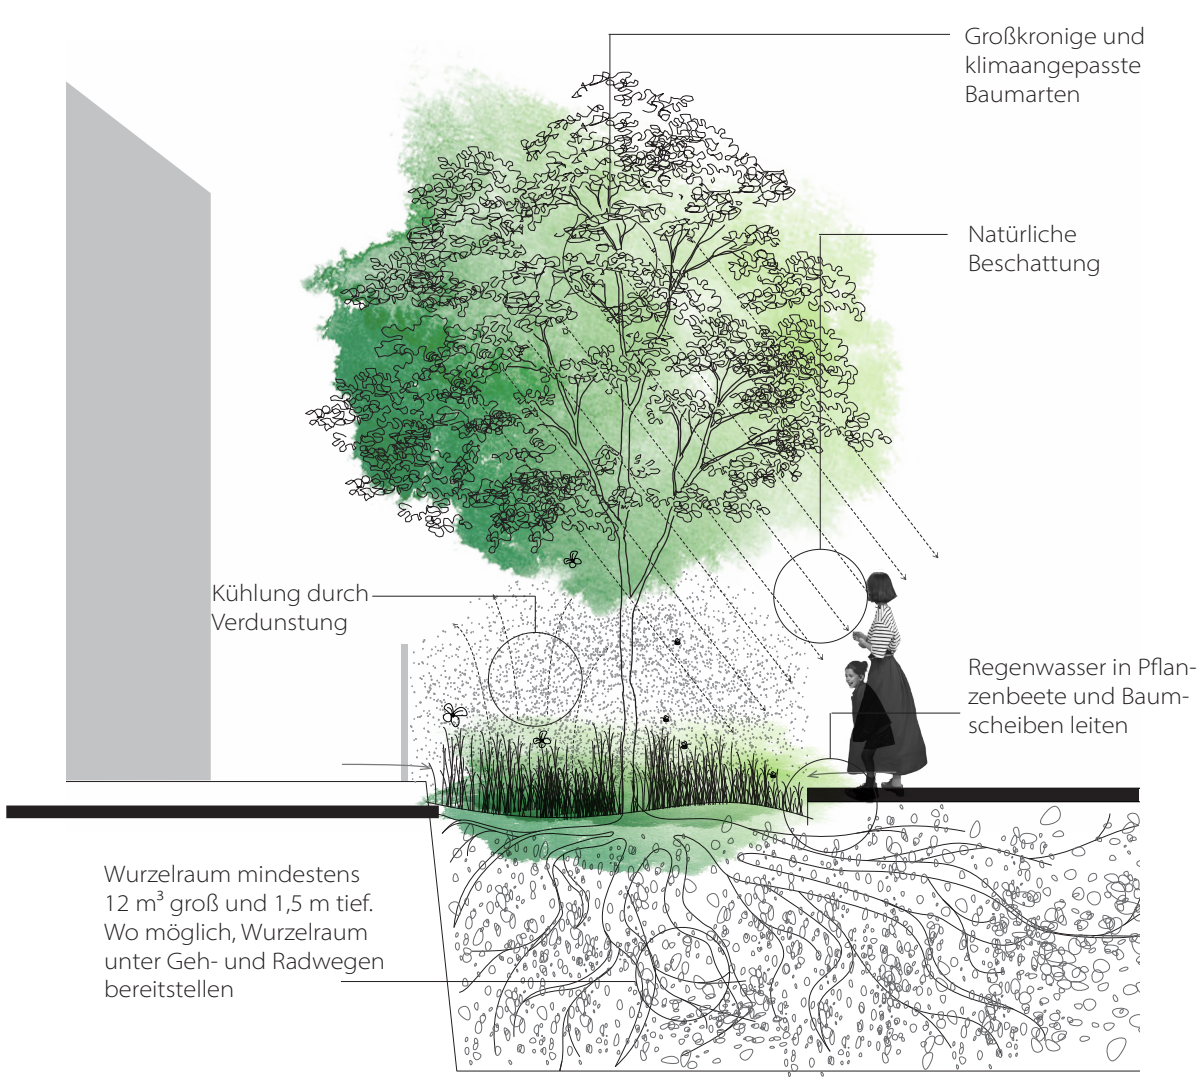 Großkronige und
klimaangepasste
Baumarten
Natürliche
Beschattung
Kühlung durch
Verdunstung
Regenwasser in Pflan-
zenbeete und Baum-
scheiben leiten
Wurzelraum mindestens
12 m³ groß und 1,5 m tief.
Wo möglich, Wurzelraum
unter Geh- und Radwegen
bereitstellen